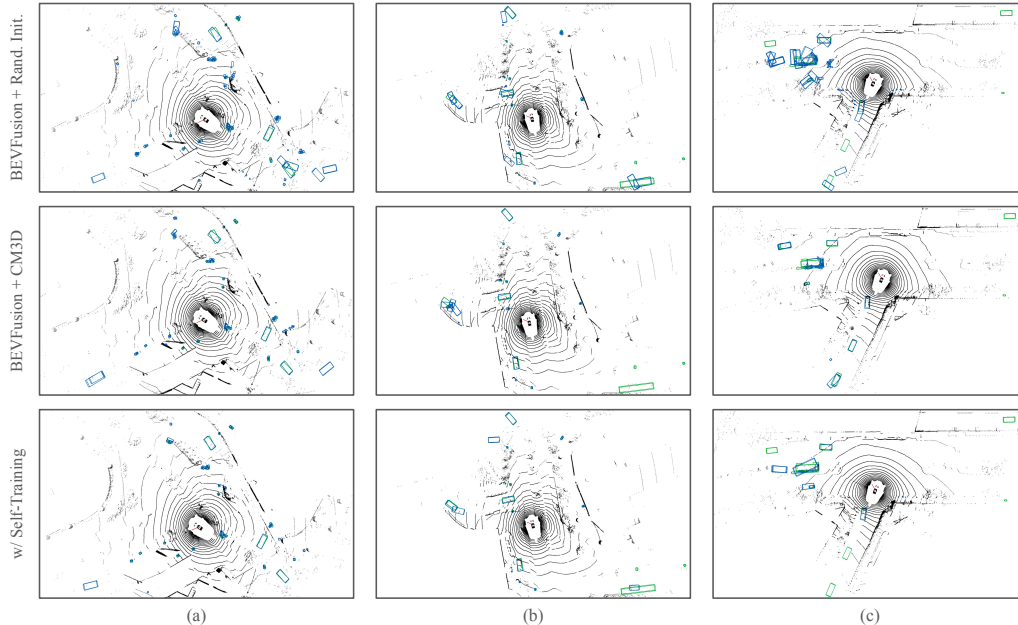 BEVFusion + Rand. Init.
BEVFusion + CM3D
w/ Self-Training
(a)
(b)
(c)